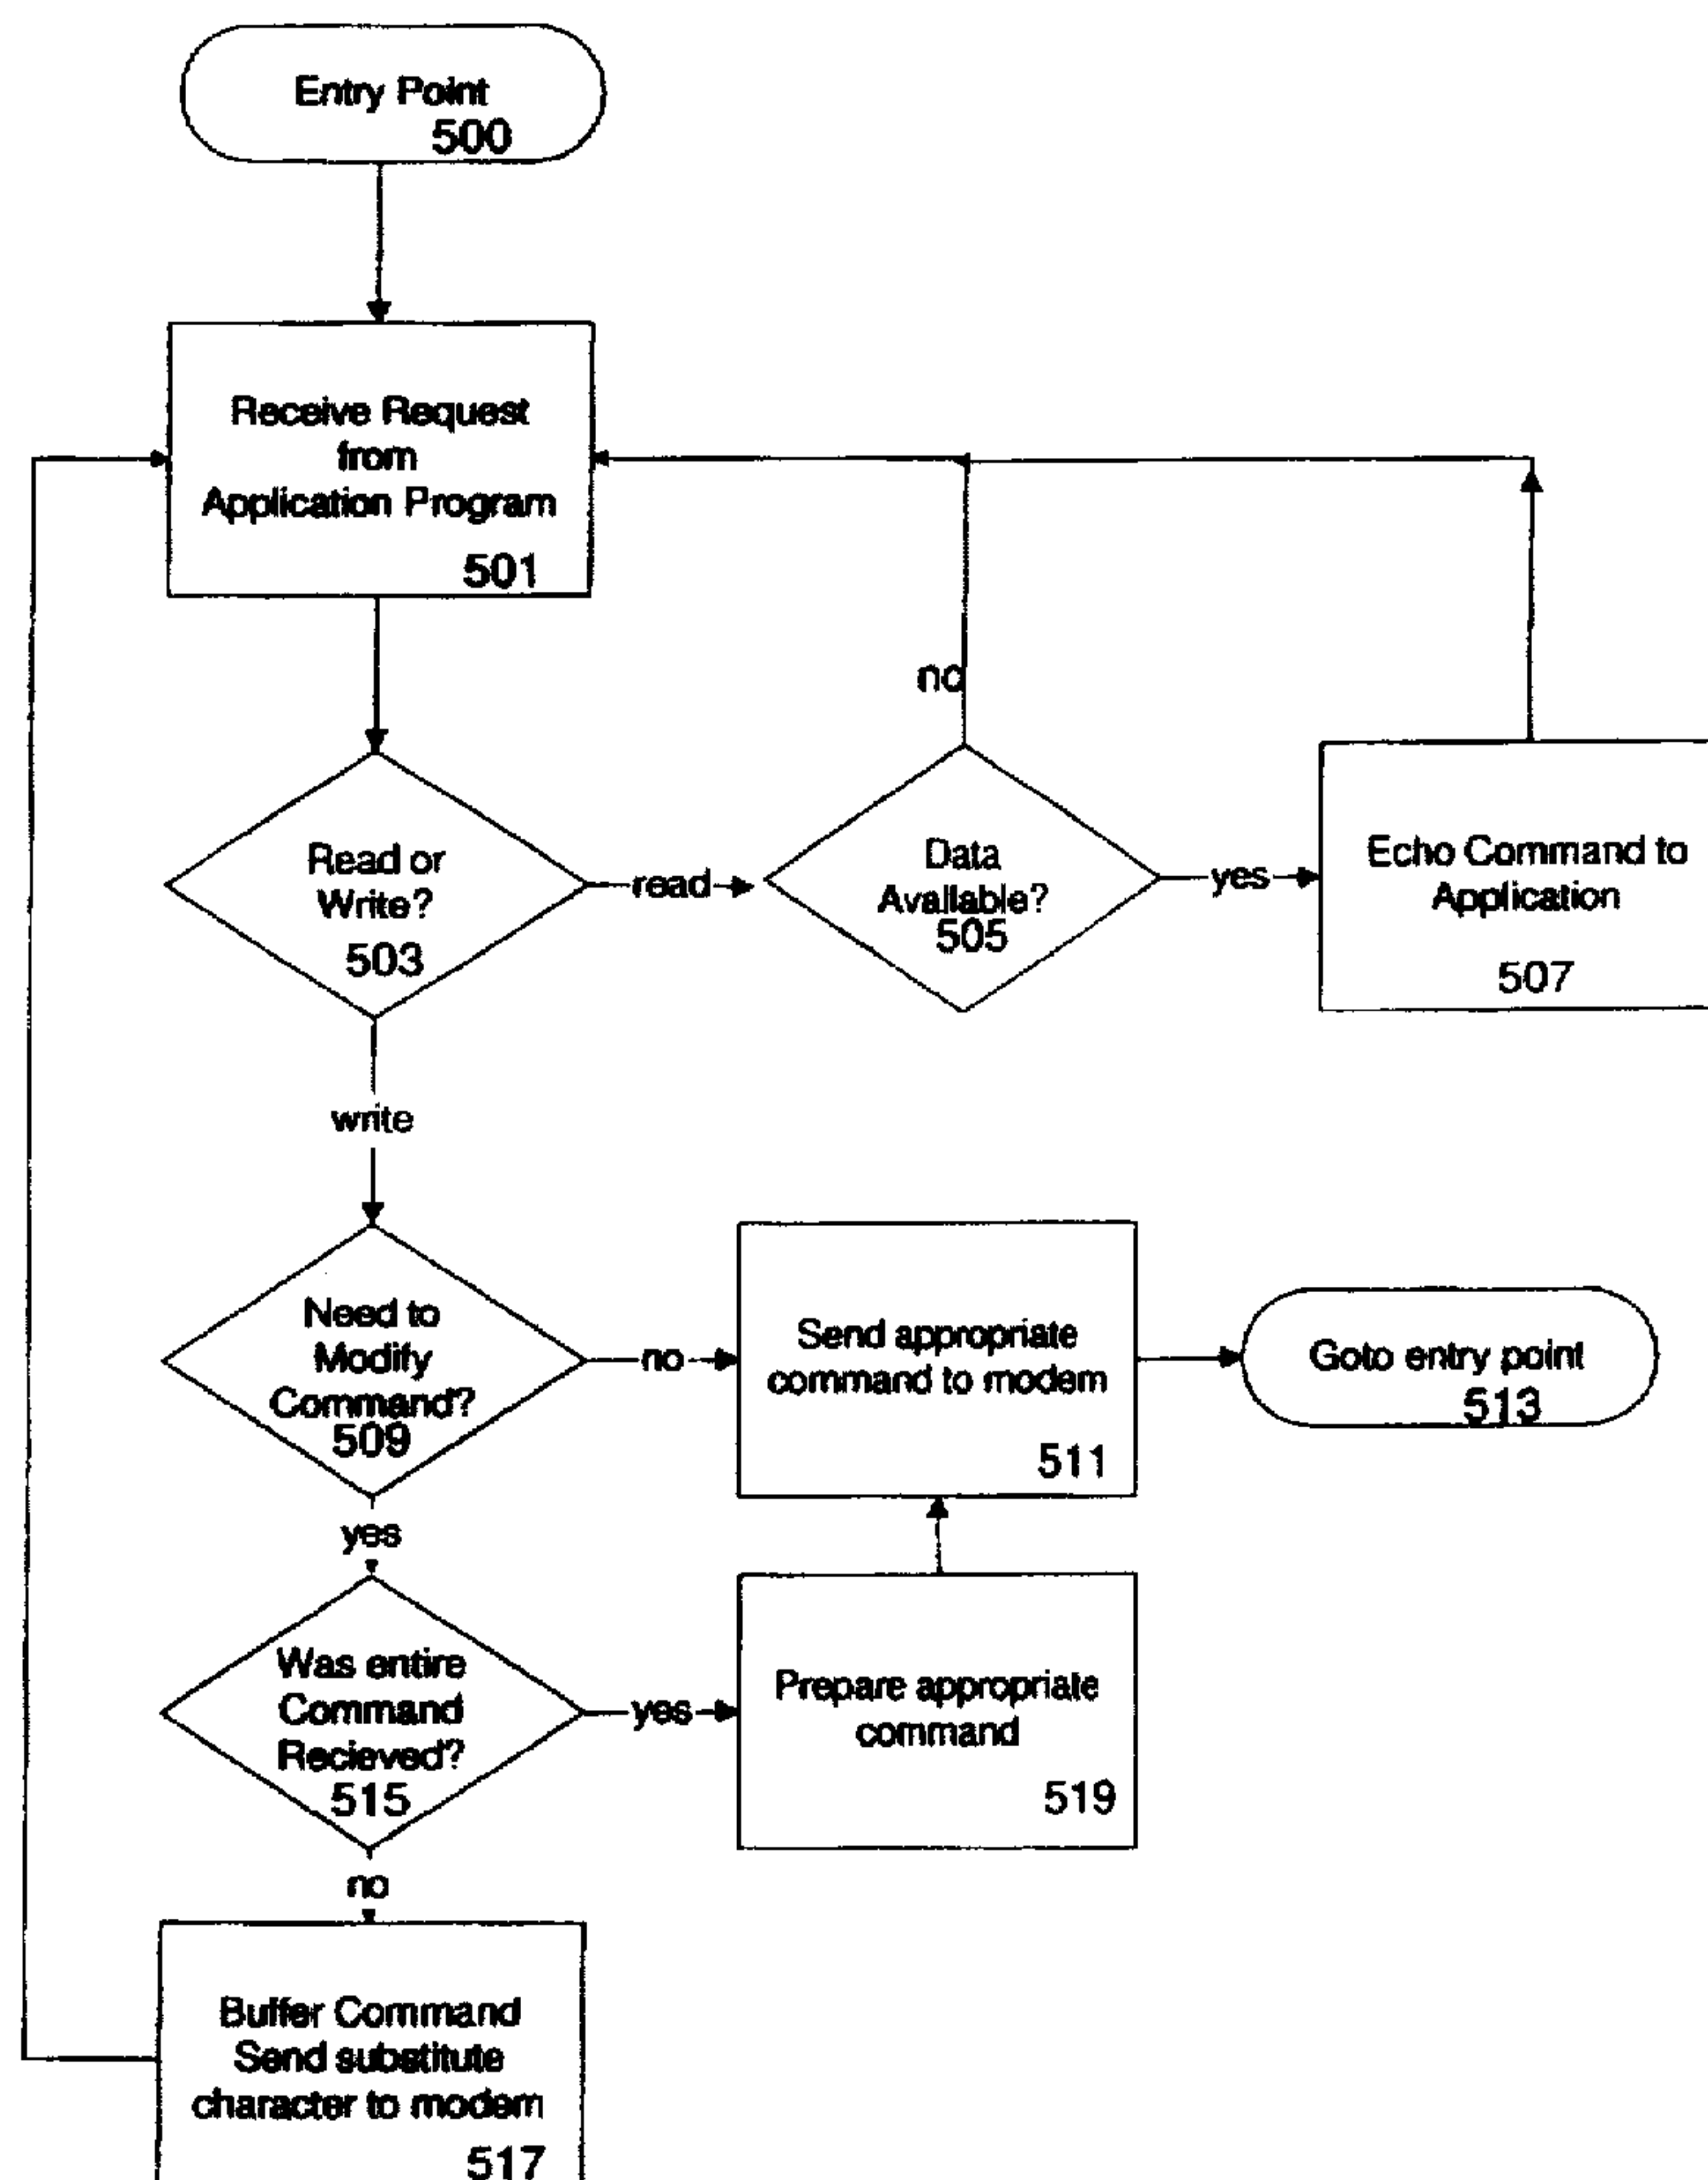 Entry Point
500
Receive Request
from
Application Program
501
no
Read or
Write?
503
read
Data
Available?
505
yes
Echo Command to
Application
507
write
Need to
Modify
Command?
509
no
Send appropriate
command to modem
511
Goto entry point
513
yes
Was entire
Command
Recieved?
515
yes
Prepare appropriate
command
519
no
Buffer Command
Send substitute
character to modem
517